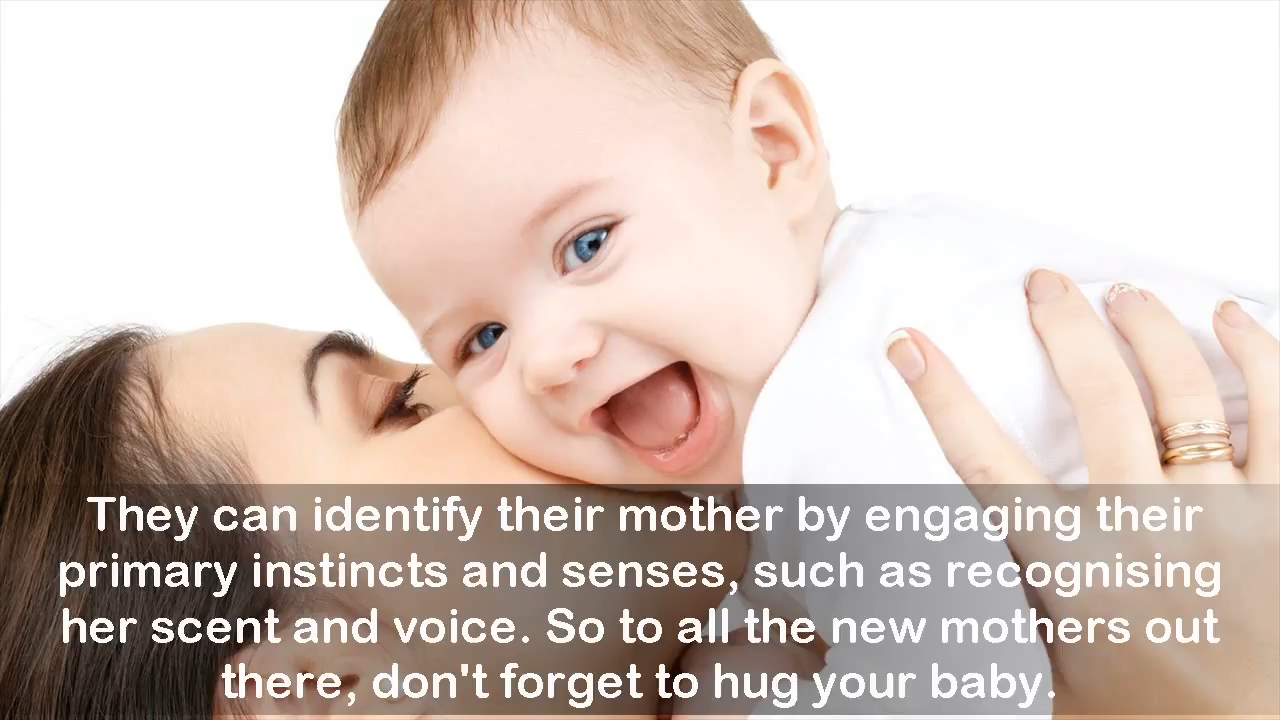 They can identify their mother by engaging their
primary instincts and senses, such as recognising
her scent and voice. So to all the new mothers out
there, don't forget to hug your baby.